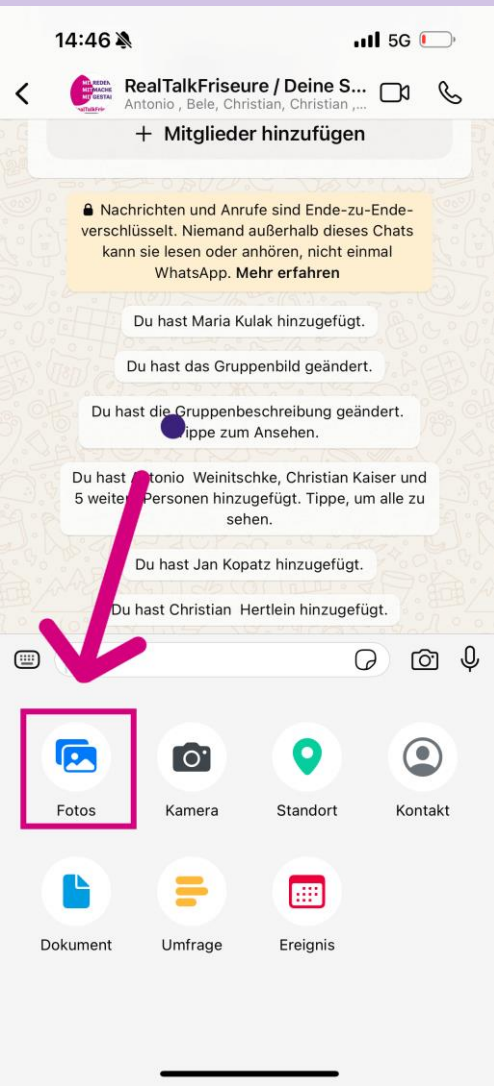 14:46
5G
RealTalkFriseure / Deine S...
Antonio , Bele, Christian, Christian ,...
+ Mitglieder hinzufügen
Nachrichten und Anrufe sind Ende-zu-Ende-
verschlüsselt. Niemand außerhalb dieses Chats
kann sie lesen oder anhören, nicht einmal
WhatsApp. Mehr erfahren
Du hast Maria Kulak hinzugefügt.
Du hast das Gruppenbild geändert.
Du hast die Gruppenbeschreibung geändert.
zum Ansehen.
Du hast Weinitschke, Christian Kaiser und
5 Personen hinzugefügt. Tippe, um alle zu
sehen.
Du hast Jan Kopatz hinzugefügt.
Du hast Christian Hertlein hinzugefügt.
Fotos
Kamera
Standort
Kontakt
Dokument
Umfrage
Ereignis